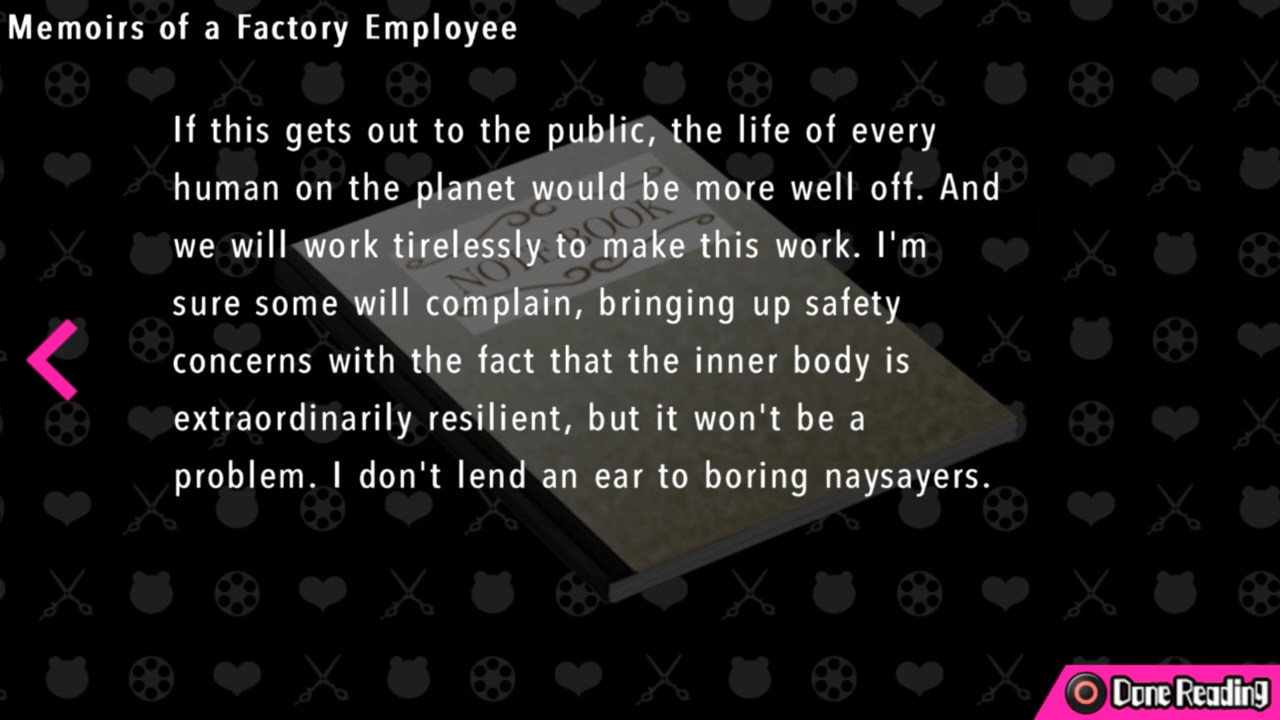 Memoirs of a Factory Employee
If this gets out to the public, the life of every
human on the planet would be more well off. And
we will work tirelessly to make this work. I'm
sure some will complain, bringing up safety
concerns with the fact that the inner body is
extraordinarily resilient, but it won't be a
problem. I don't lend an ear to boring naysayers.
NOTEBOOK
Done Reading